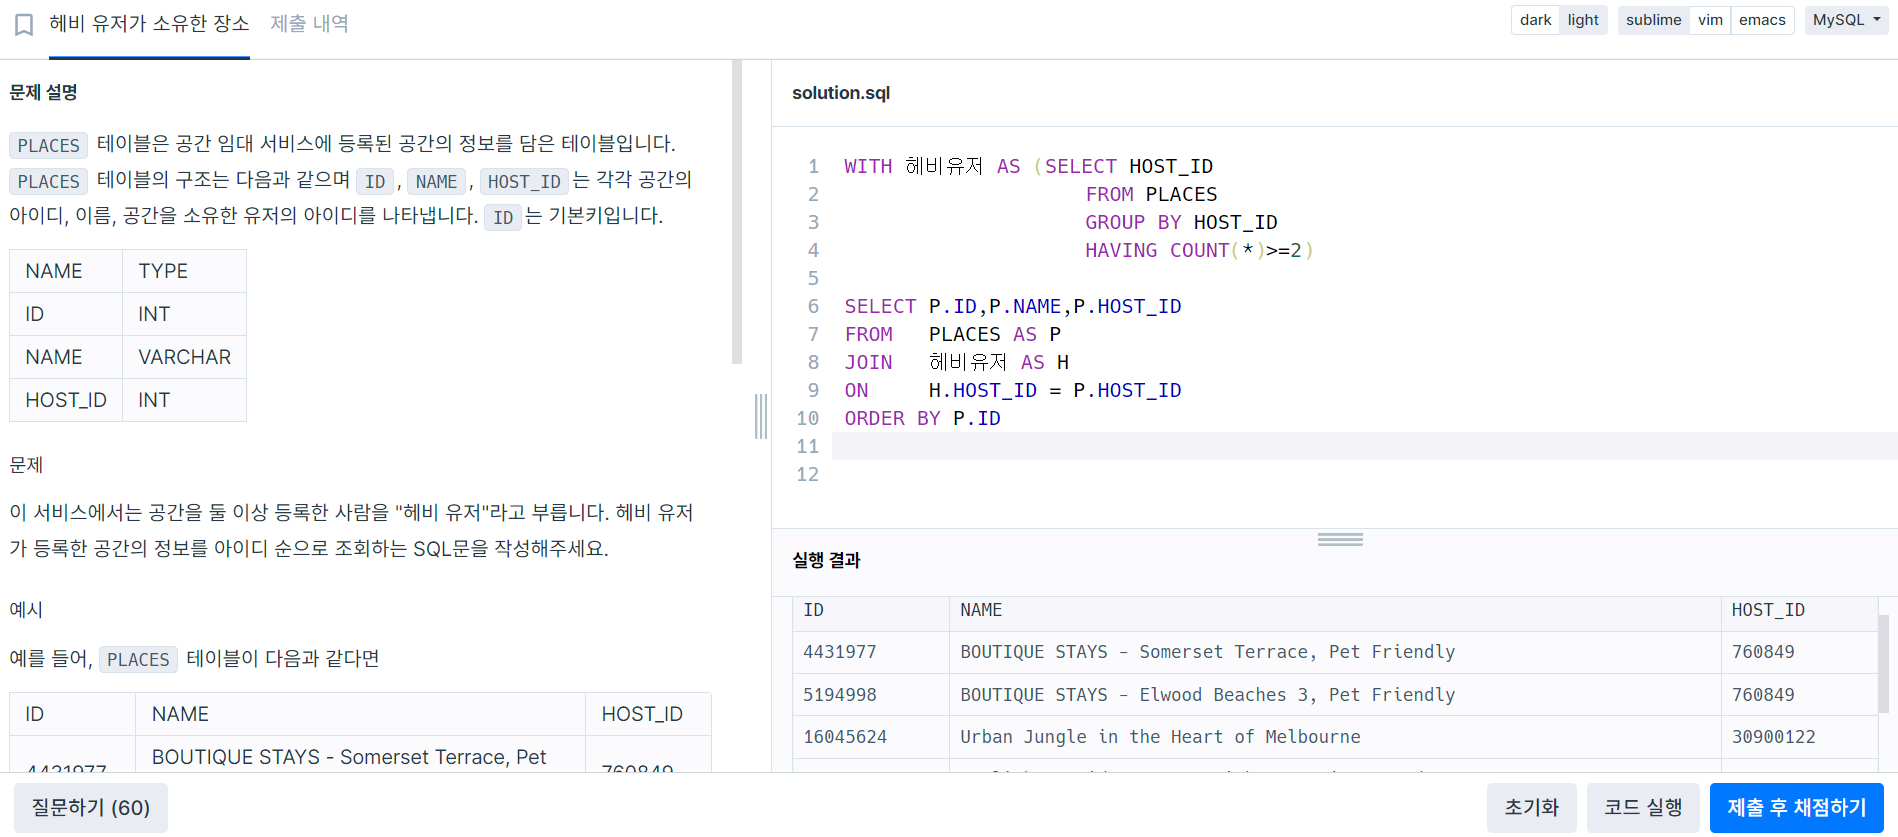 헤비 유저가 소유한 장소 제출 내역
dark light sublime vim emacs MySQL
문제 설명
PLACES 테이블은 공간 임대 서비스에 등록된 공간의 정보를 담은 테이블입니다.
PLACES 테이블의 구조는 다음과 같으며 ID, NAME, HOST_ID는 각각 공간의
아이디, 이름, 공간을 소유한 유저의 아이디를 나타냅니다. ID는 기본키입니다.
NAME TYPE
ID INT
NAME VARCHAR
HOST_ID INT
문제
이 서비스에서는 공간을 둘 이상 등록한 사람을 "헤비 유저"라고 부릅니다. 헤비 유저
가 등록한 공간의 정보를 아이디 순으로 조회하는 SQL문을 작성해주세요.
예시
예를 들어, PLACES 테이블이 다음과 같다면
ID NAME HOST_ID
4431977 BOUTIQUE STAYS - Somerset Terrace, Pet 760849
solution.sql
1 WITH 헤비유저 AS (SELECT HOST_ID
2 FROM PLACES
3 GROUP BY HOST_ID
4 HAVING COUNT(*)>=2)
5
6 SELECT P.ID,P.NAME,P.HOST_ID
7 FROM PLACES AS P
8 JOIN 헤비유저 AS H
9 ON H.HOST_ID = P.HOST_ID
10 ORDER BY P.ID
11
12
실행 결과
ID NAME HOST_ID
4431977 BOUTIQUE STAYS - Somerset Terrace, Pet Friendly 760849
5194998 BOUTIQUE STAYS - Elwood Beaches 3, Pet Friendly 760849
16045624 Urban Jungle in the Heart of Melbourne 30900122
질문하기 (60) 초기화 코드 실행 제출 후 채점하기